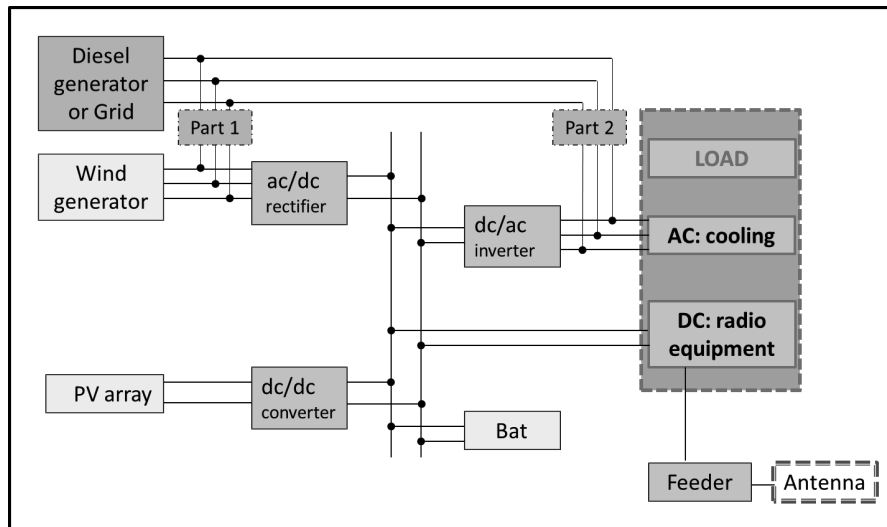 Diesel
generator
or Grid
Part 1
Part 2
LOAD
Wind
generator
ac/dc
rectifier
dc/ac
inverter
AC: cooling
DC: radio
equipment
PV array
dc/dc
converter
Bat
Feeder
Antenna